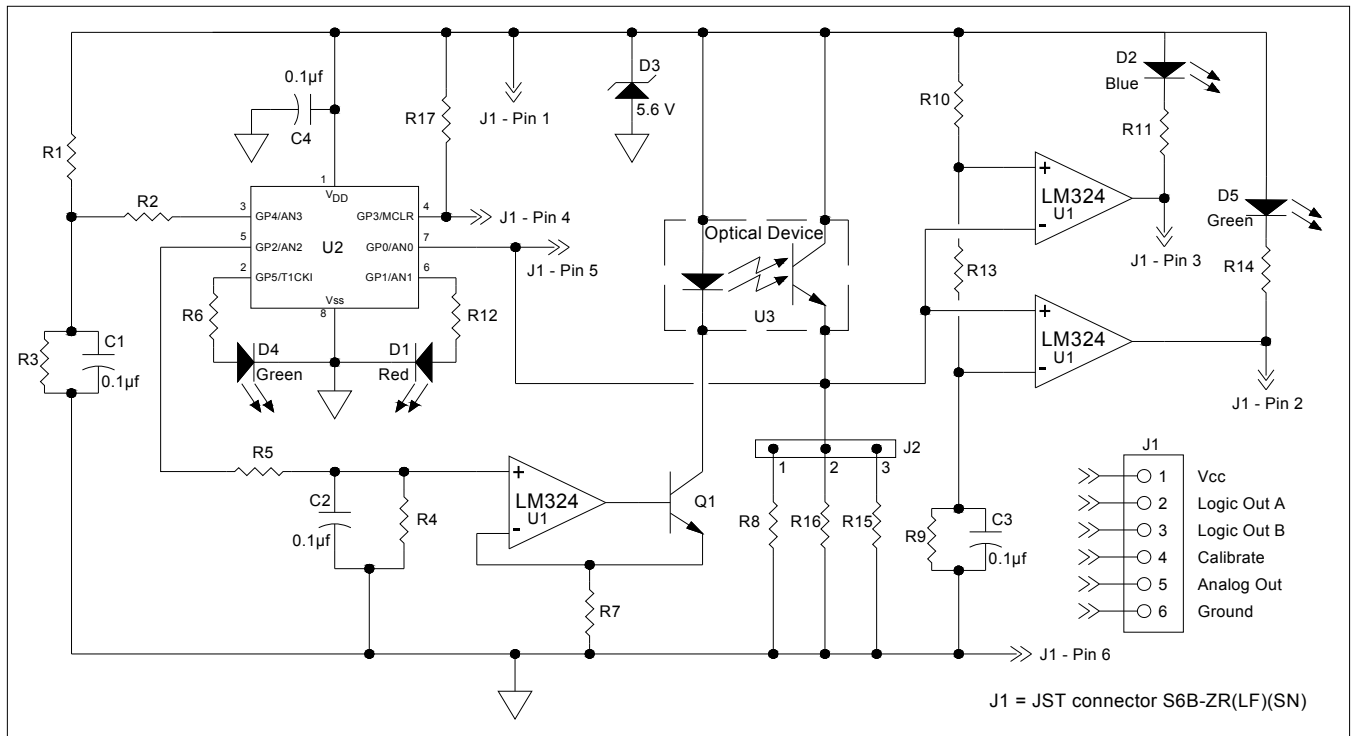 D3
5.6 V
D2
Blue
0.1µf
C4
R17
J1 - Pin 1
R10
R11
R1
1
VDD
R2
3
GP4/AN3
GP3/MCLR
4
J1 - Pin 4
5
GP2/AN2
U2
GP0/AN0
7
J1 - Pin 5
2
GP5/T1CKI
GP1/AN1
6
Vss
8
Optical Device
U3
+
LM324
U1
-
J1 - Pin 3
D5
Green
R14
R13
R6
D4
Green
D1
Red
R12
R3
C1
0.1µf
+
LM324
U1
-
J1 - Pin 2
R5
C2
0.1µf
R4
+
LM324
U1
-
Q1
J2
1
2
3
R8
R16
R15
R7
R9
C3
0.1µf
J1
1 Vcc
2 Logic Out A
3 Logic Out B
4 Calibrate
5 Analog Out
6 Ground
J1 - Pin 6
J1 = JST connector S6B-ZR(LF)(SN)